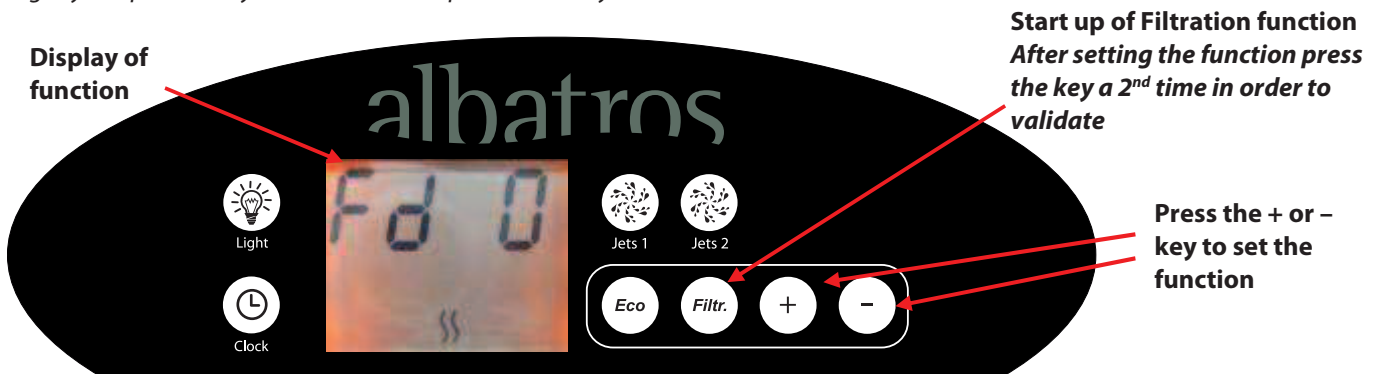 Start up of Filtration function
After setting the function press
the key a 2nd time in order to
validate
Display of
function
albatros
Fd 0
Light
Jets 1
Jets 2
Press the + or –
key to set the
function
Eco
Filtr.
+
-
Clock